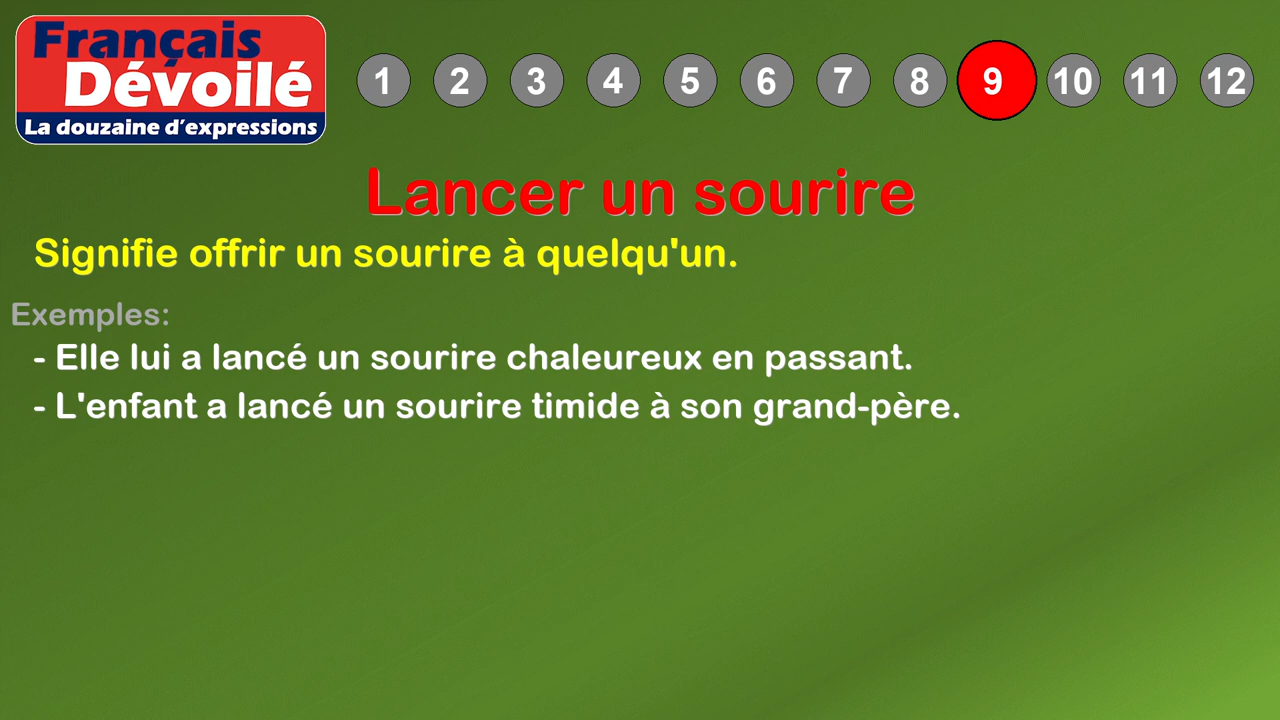 Français
Dévoilé
La douzaine d’expressions
1 2 3 4 5 6 7 8 9 10 11 12
Lancer un sourire
Signifie offrir un sourire à quelqu'un.
Exemples:
- Elle lui a lancé un sourire chaleureux en passant.
- L'enfant a lancé un sourire timide à son grand-père.